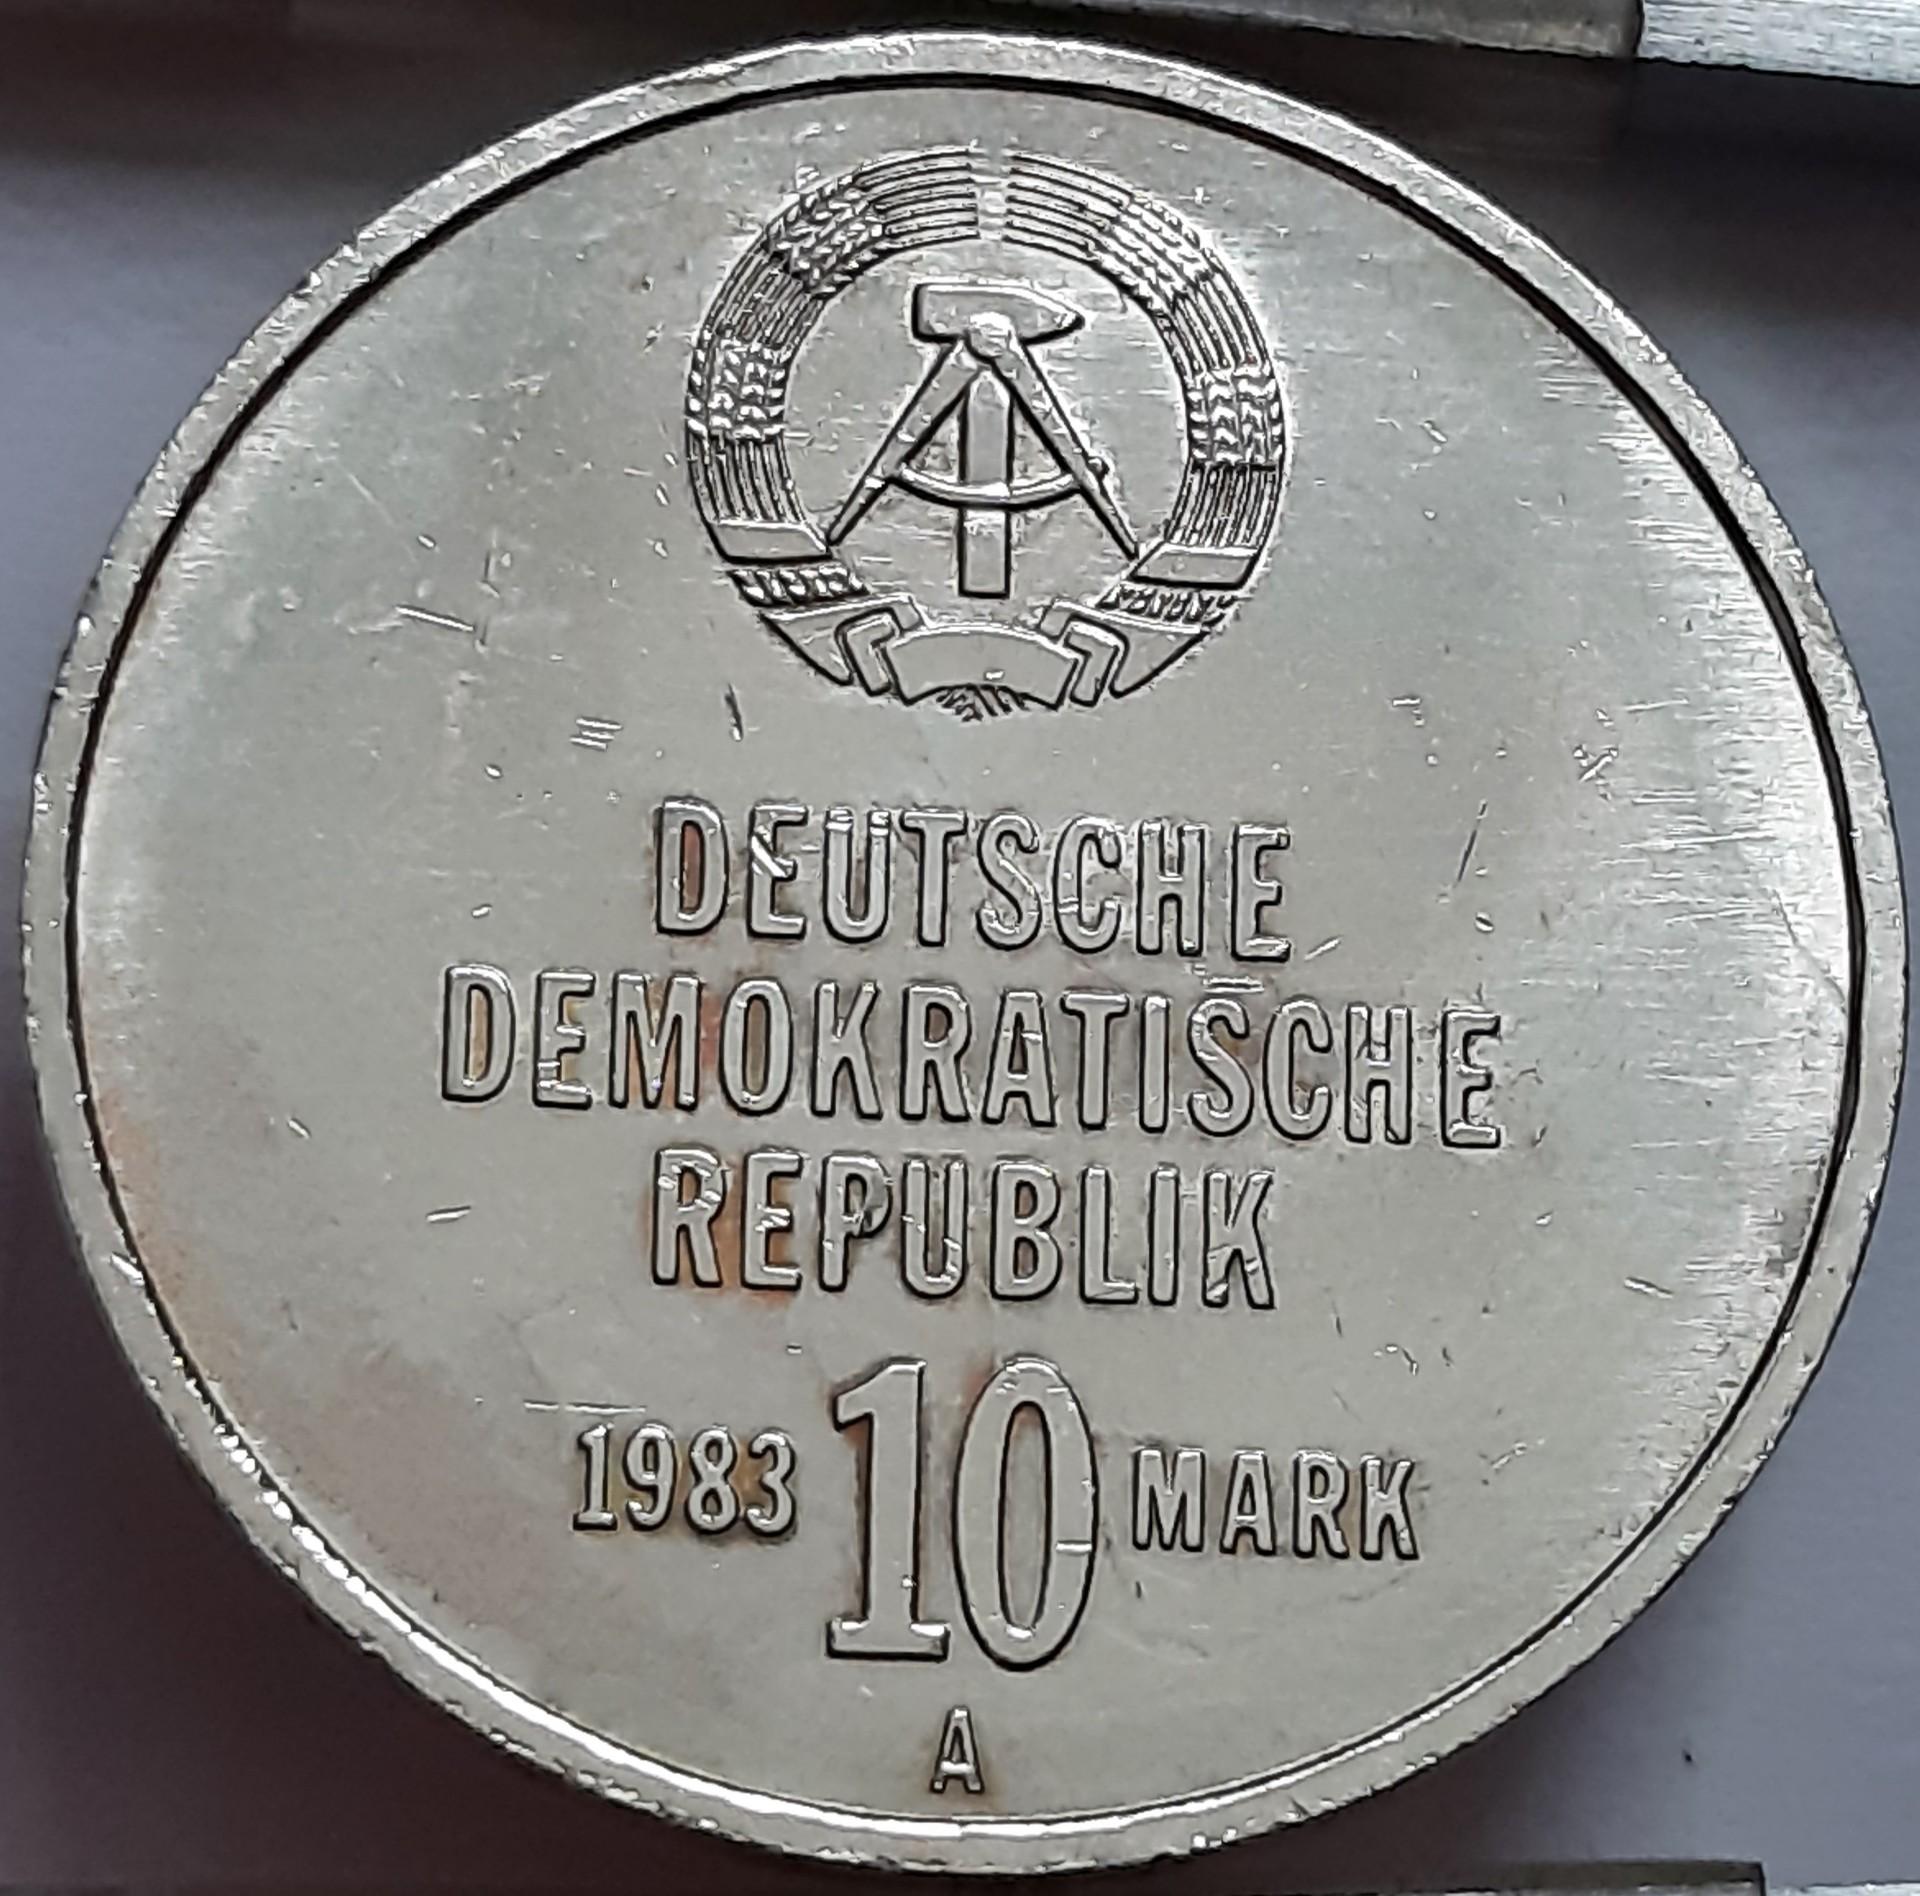 DEUTSCHE
DEMOKRATISCHE
REPUBLIK
1983 10 MARK
A